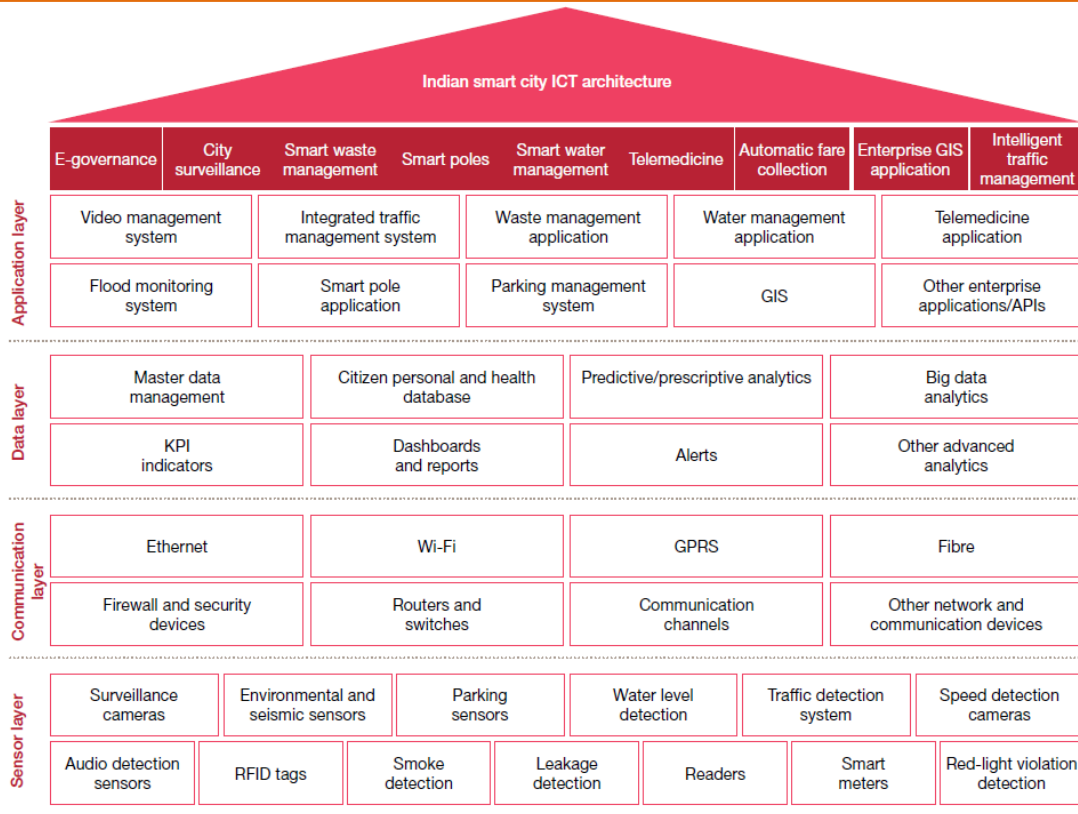 Indian smart city ICT architecture
E-governance
City
surveillance
Smart waste
management
Smart poles
Smart water
management
Telemedicine
Automatic fare
collection
Enterprise GIS
application
Intelligent
traffic
management
Application layer
Video management
system
Integrated traffic
management system
Waste management
application
Water management
application
Telemedicine
application
Flood monitoring
system
Smart pole
application
Parking management
system
GIS
Other enterprise
applications/APIs
Data layer
Master data
management
Citizen personal and health
database
Predictive/prescriptive analytics
Big data
analytics
KPI
indicators
Dashboards
and reports
Alerts
Other advanced
analytics
Communication
layer
Ethernet
Wi-Fi
GPRS
Fibre
Firewall and security
devices
Routers and
switches
Communication
channels
Other network and
communication devices
Sensor layer
Surveillance
cameras
Environmental and
seismic sensors
Parking
sensors
Water level
detection
Traffic detection
system
Speed detection
cameras
Audio detection
sensors
RFID tags
Smoke
detection
Leakage
detection
Readers
Smart
meters
Red-light violation
detection